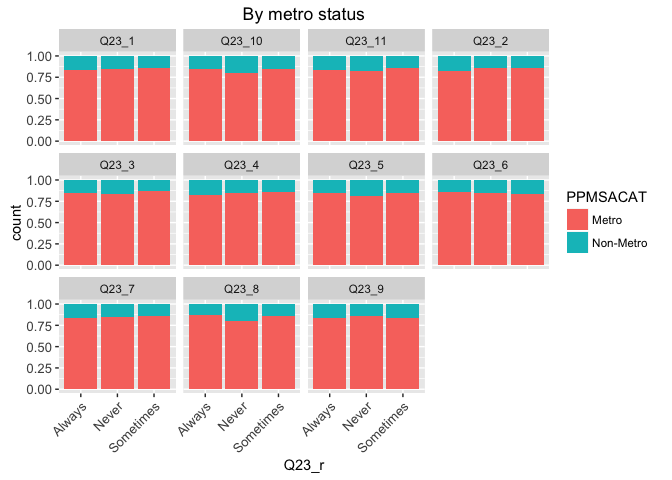 By metro status
Q23_1 Q23_10 Q23_11 Q23_2
1.00
0.75
0.50
0.25
0.00
Q23_3 Q23_4 Q23_5 Q23_6
1.00
0.75
0.50
0.25
0.00
Q23_7 Q23_8 Q23_9
1.00
0.75
0.50
0.25
0.00
count
Always Never Sometimes Always Never Sometimes Always Never Sometimes
Q23_r
PPMSACAT
Metro
Non-Metro